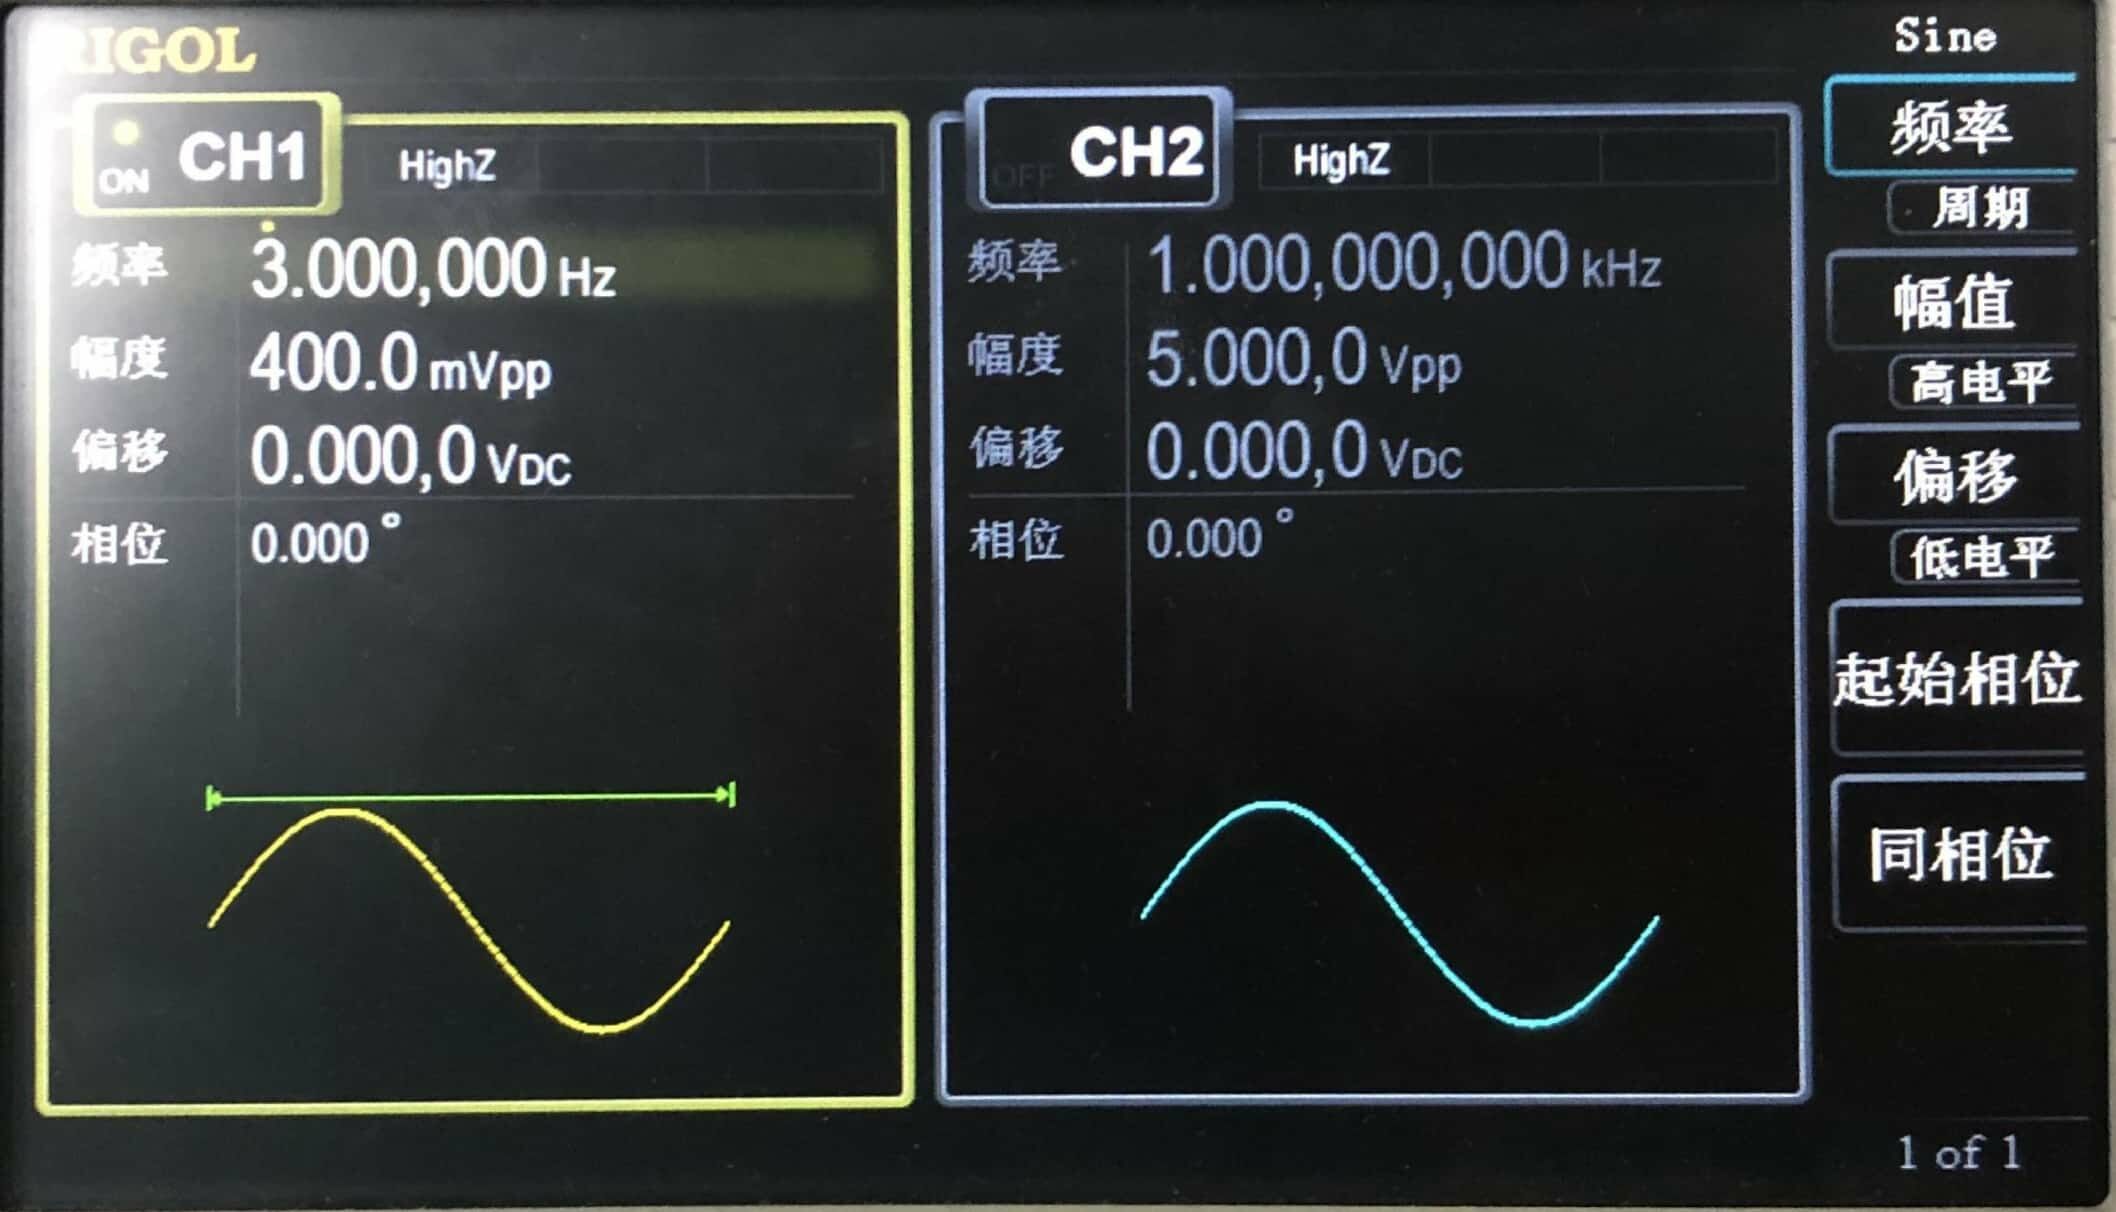 RIGOL
Sine
ON CH1 HighZ
频率 3.000,000 Hz
幅度 400.0 mVpp
偏移 0.000,0 VDC
相位 0.000 °
OFF CH2 HighZ
频率 1.000,000,000 kHz
幅度 5.000,0 Vpp
偏移 0.000,0 VDC
相位 0.000 °
频率
周期
幅值
高电平
偏移
低电平
起始相位
同相位
1 of 1